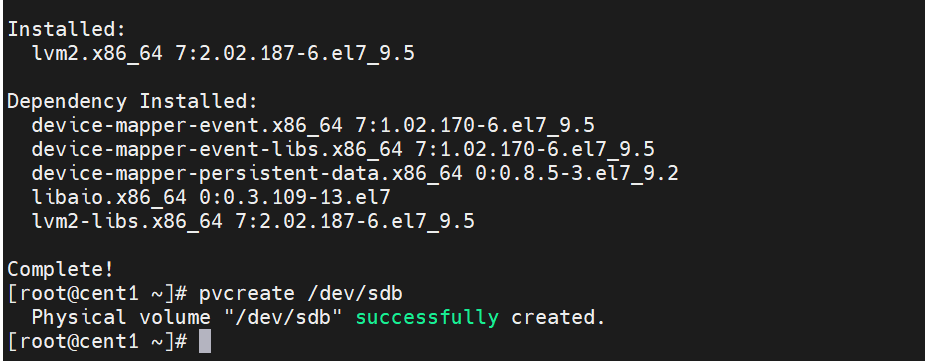 Installed:
  lvm2.x86_64 7:2.02.187-6.el7_9.5

Dependency Installed:
  device-mapper-event.x86_64 7:1.02.170-6.el7_9.5
  device-mapper-event-libs.x86_64 7:1.02.170-6.el7_9.5
  device-mapper-persistent-data.x86_64 0:0.8.5-3.el7_9.2
  libaio.x86_64 0:0.3.109-13.el7
  lvm2-libs.x86_64 7:2.02.187-6.el7_9.5

Complete!
[root@cent1 ~]# pvcreate /dev/sdb
  Physical volume "/dev/sdb" successfully created.
[root@cent1 ~]#